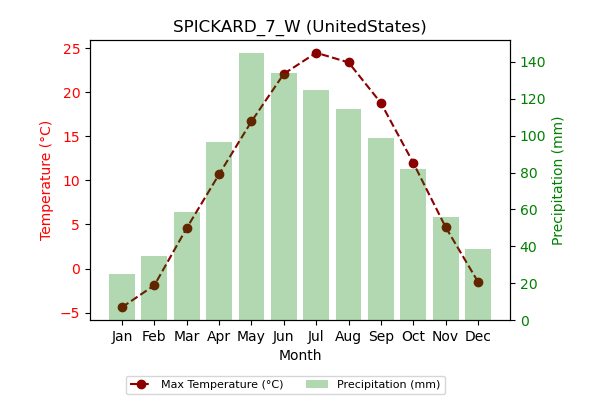 SPICKARD_7_W (UnitedStates)
25
20
15
10
5
0
−5
Temperature (°C)
140
120
100
80
60
40
20
0
Precipitation (mm)
Jan Feb Mar Apr May Jun Jul Aug Sep Oct Nov Dec
Month
Max Temperature (°C) Precipitation (mm)